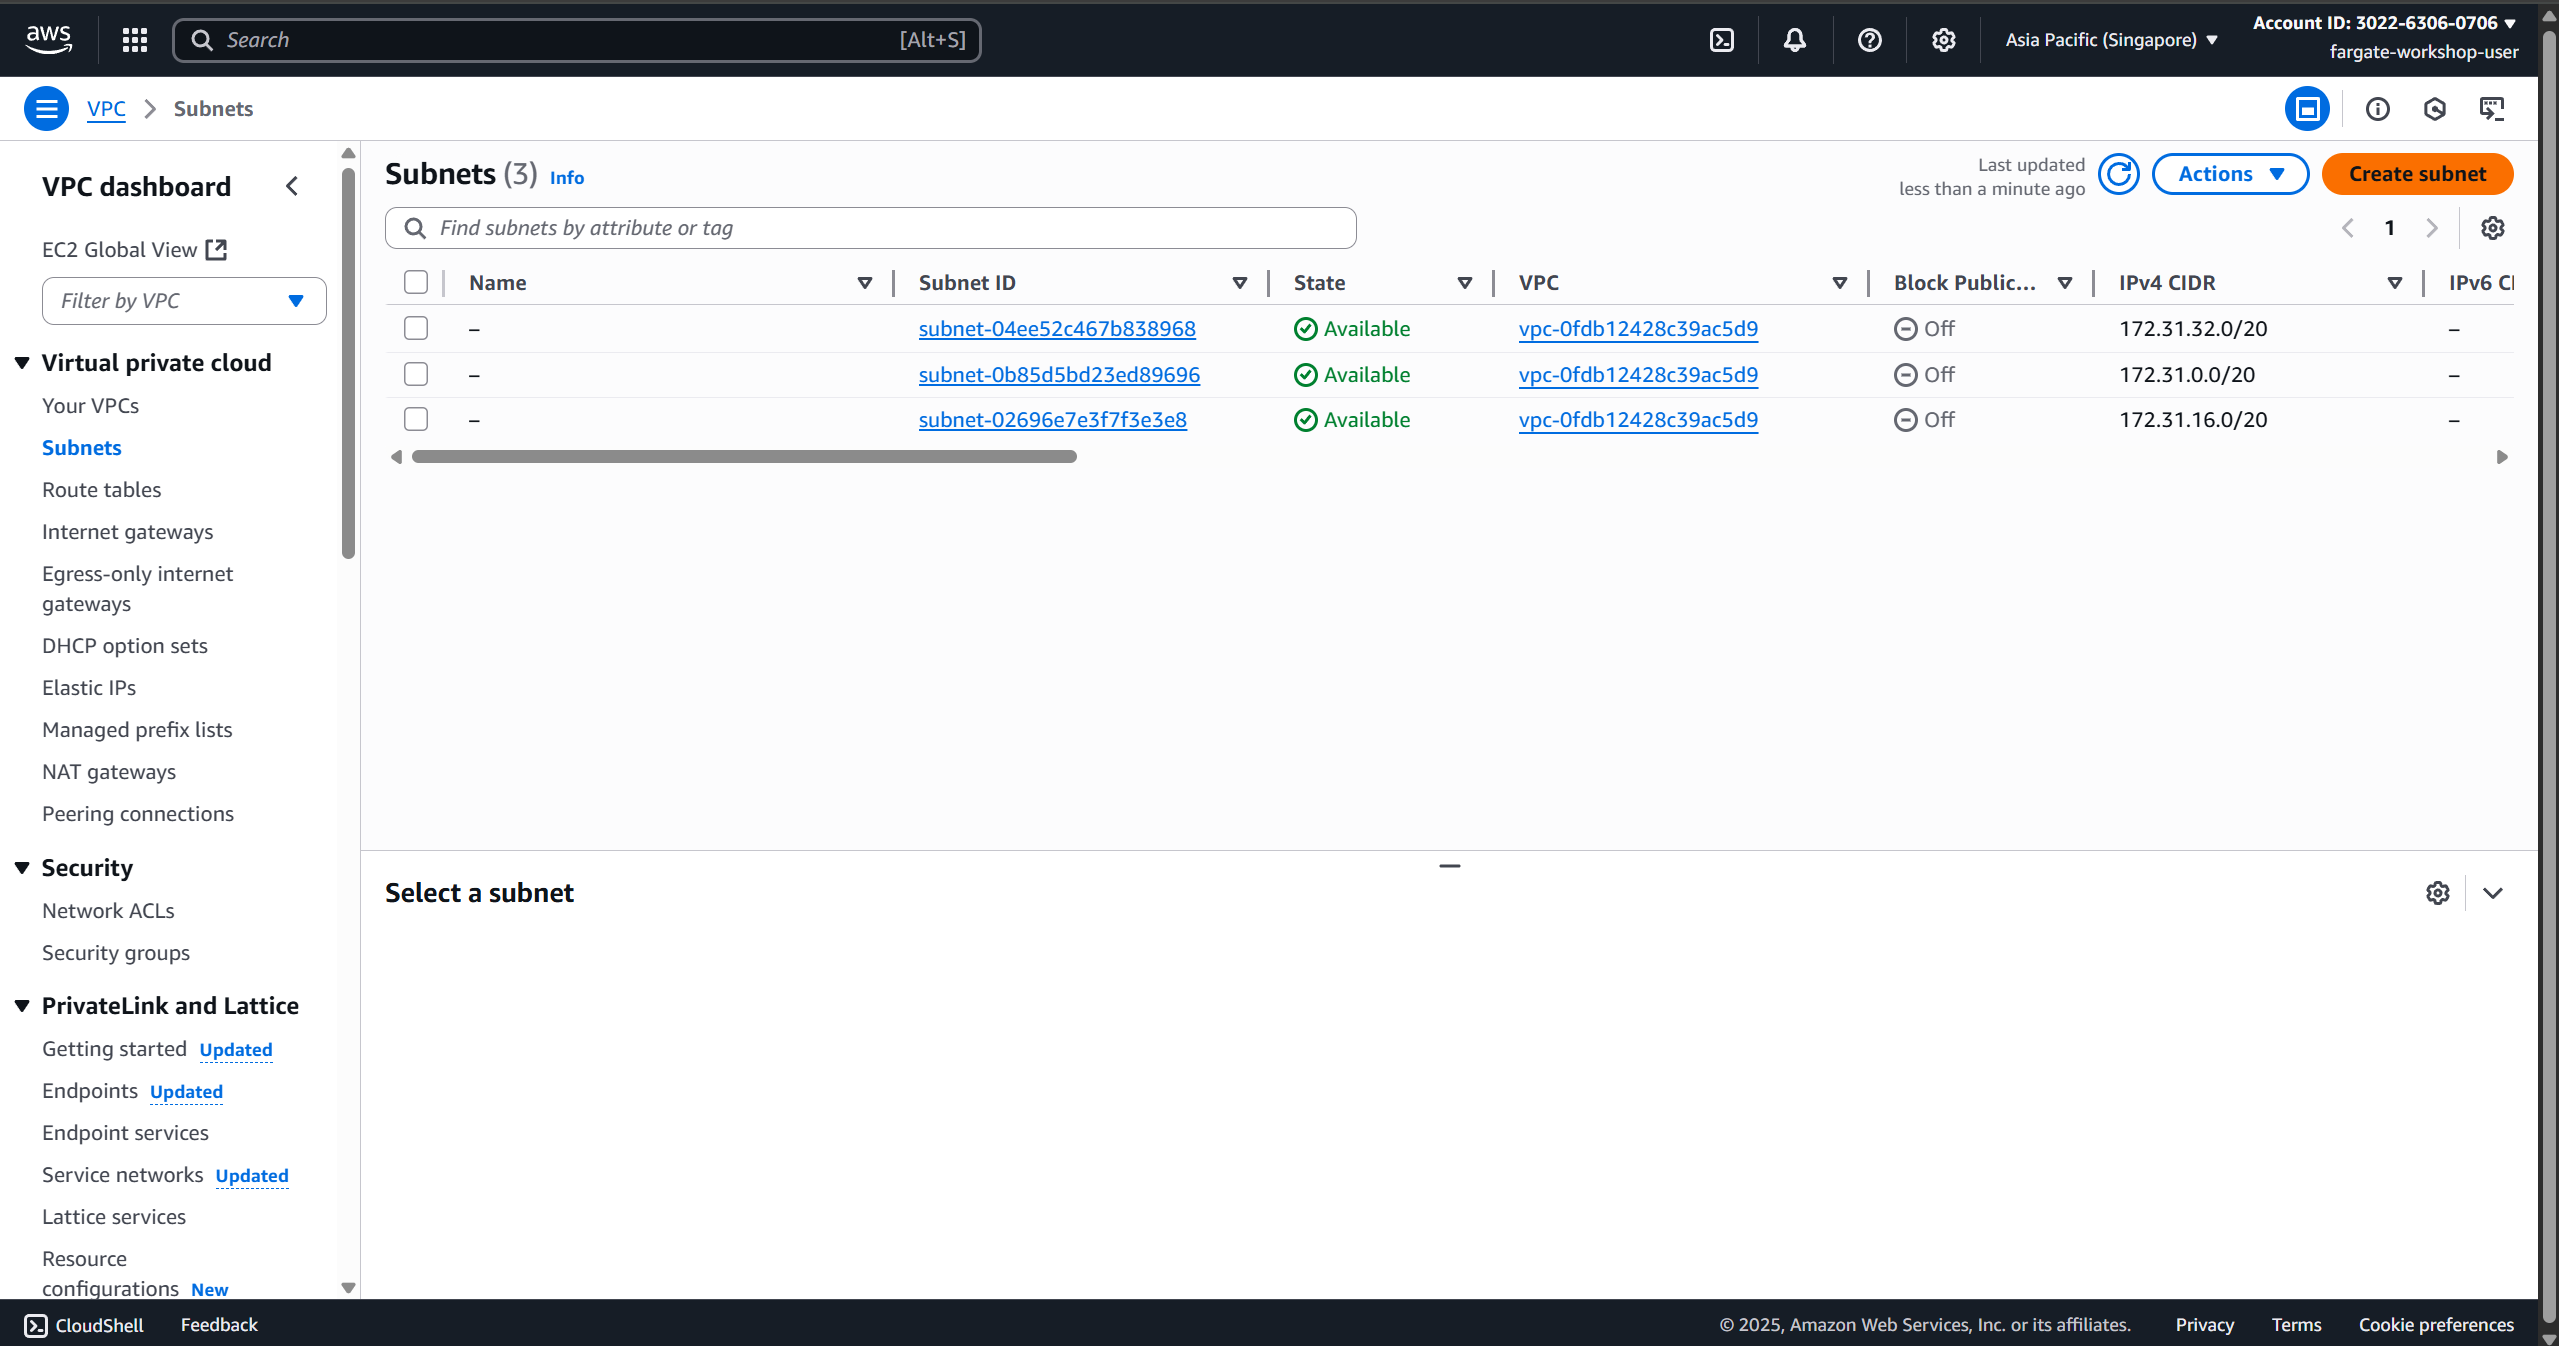 aws
Search [Alt+S]
Asia Pacific (Singapore)
Account ID: 3022-6306-0706
fargate-workshop-user
VPC Subnets
VPC dashboard
EC2 Global View
Filter by VPC
Virtual private cloud
Your VPCs
Subnets
Route tables
Internet gateways
Egress-only internet
gateways
DHCP option sets
Elastic IPs
Managed prefix lists
NAT gateways
Peering connections
Security
Network ACLs
Security groups
PrivateLink and Lattice
Getting started Updated
Endpoints Updated
Endpoint services
Service networks Updated
Lattice services
Resource
configurations New
Subnets (3) Info
Last updated
less than a minute ago
Actions
Create subnet
Find subnets by attribute or tag
1
Name Subnet ID State VPC Block Public... IPv4 CIDR IPv6 CI
– subnet-04ee52c467b838968 Available vpc-0fdb12428c39ac5d9 Off 172.31.32.0/20 –
– subnet-0b85d5bd23ed89696 Available vpc-0fdb12428c39ac5d9 Off 172.31.0.0/20 –
– subnet-02696e7e3f7f3e3e8 Available vpc-0fdb12428c39ac5d9 Off 172.31.16.0/20 –
Select a subnet
CloudShell Feedback
© 2025, Amazon Web Services, Inc. or its affiliates. Privacy Terms Cookie preferences